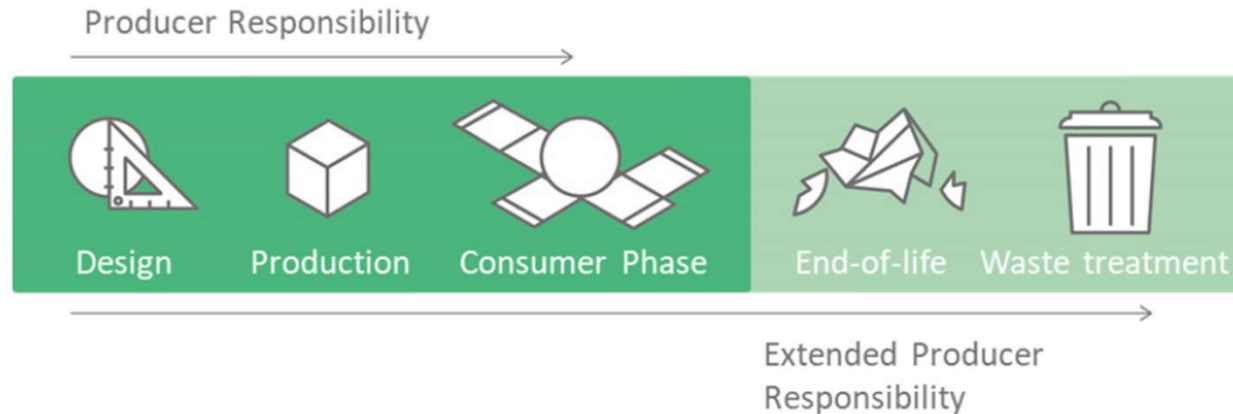 Producer Responsibility
Design
Production
Consumer Phase
End-of-life
Waste treatment
Extended Producer
Responsibility